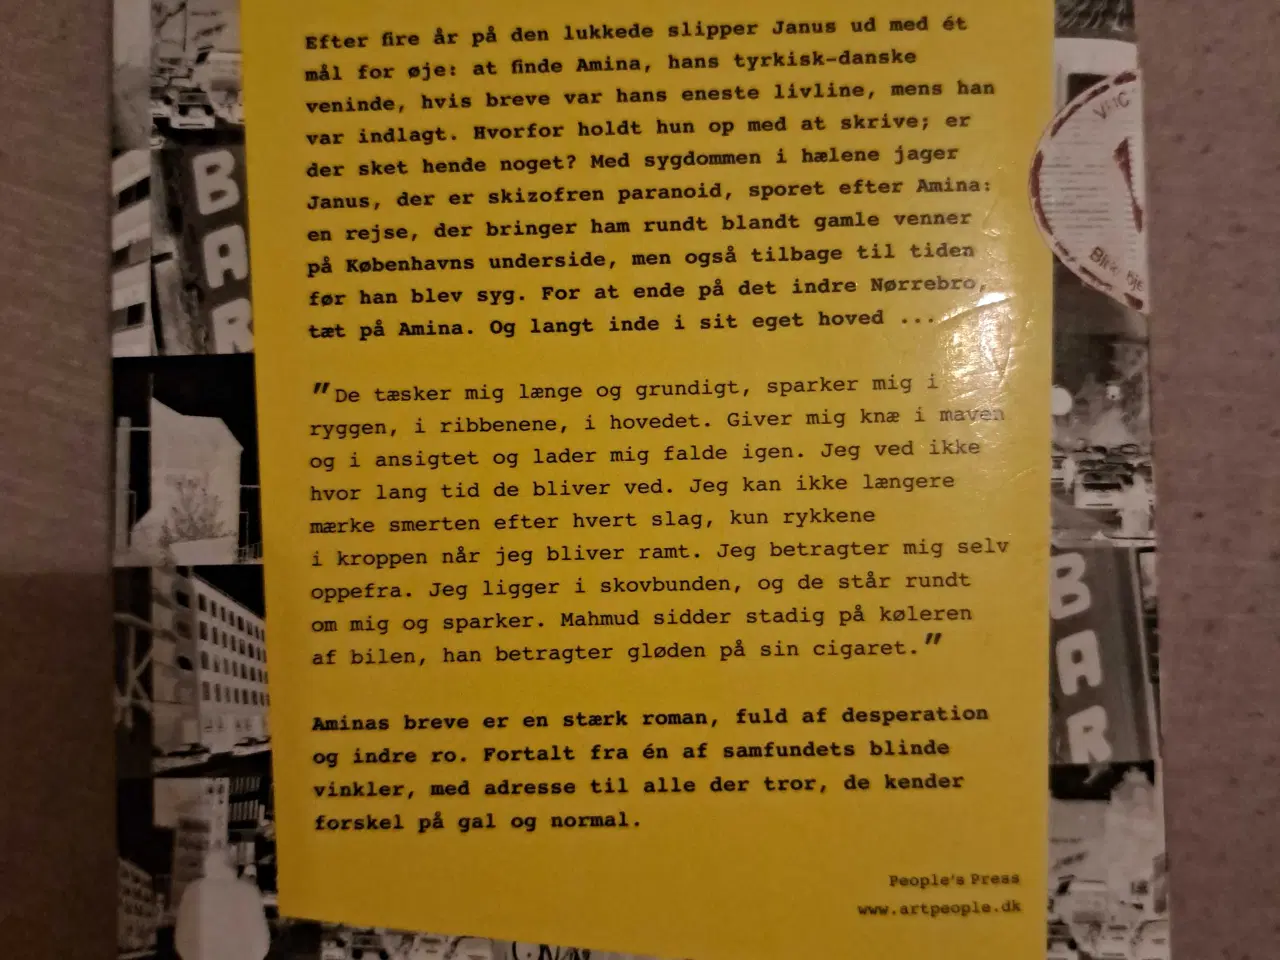 Efter fire år på den lukkede slipper Janus ud med ét
mål for øje: at finde Amina, hans tyrkisk-danske
veninde, hvis breve var hans eneste livline, mens han
var indlagt. Hvorfor holdt hun op med at skrive; er
der sket hende noget? Med sygdommen i hælene jager
Janus, der er skizofren paranoid, sporet efter Amina:
en rejse, der bringer ham rundt blandt gamle venner
på Københavns underside, men også tilbage til tiden
før han blev syg. For at ende på det indre Nørrebro,
tæt på Amina. Og langt inde i sit eget hoved ...
"De tæsker mig længe og grundigt, sparker mig i
ryggen, i ribbenene, i hovedet. Giver mig knæ i maven
og i ansigtet og lader mig falde igen. Jeg ved ikke
hvor lang tid de bliver ved. Jeg kan ikke længere
mærke smerten efter hvert slag, kun rykkene
i kroppen når jeg bliver ramt. Jeg betragter mig selv
oppefra. Jeg ligger i skovbunden, og de står rundt
om mig og sparker. Mahmud sidder stadig på køleren
af bilen, han betragter gløden på sin cigaret."
Aminas breve er en stærk roman, fuld af desperation
og indre ro. Fortalt fra én af samfundets blinde
vinkler, med adresse til alle der tror, de kender
forskel på gal og normal.
People's Press
www.artpeople.dk
BAR
BAR